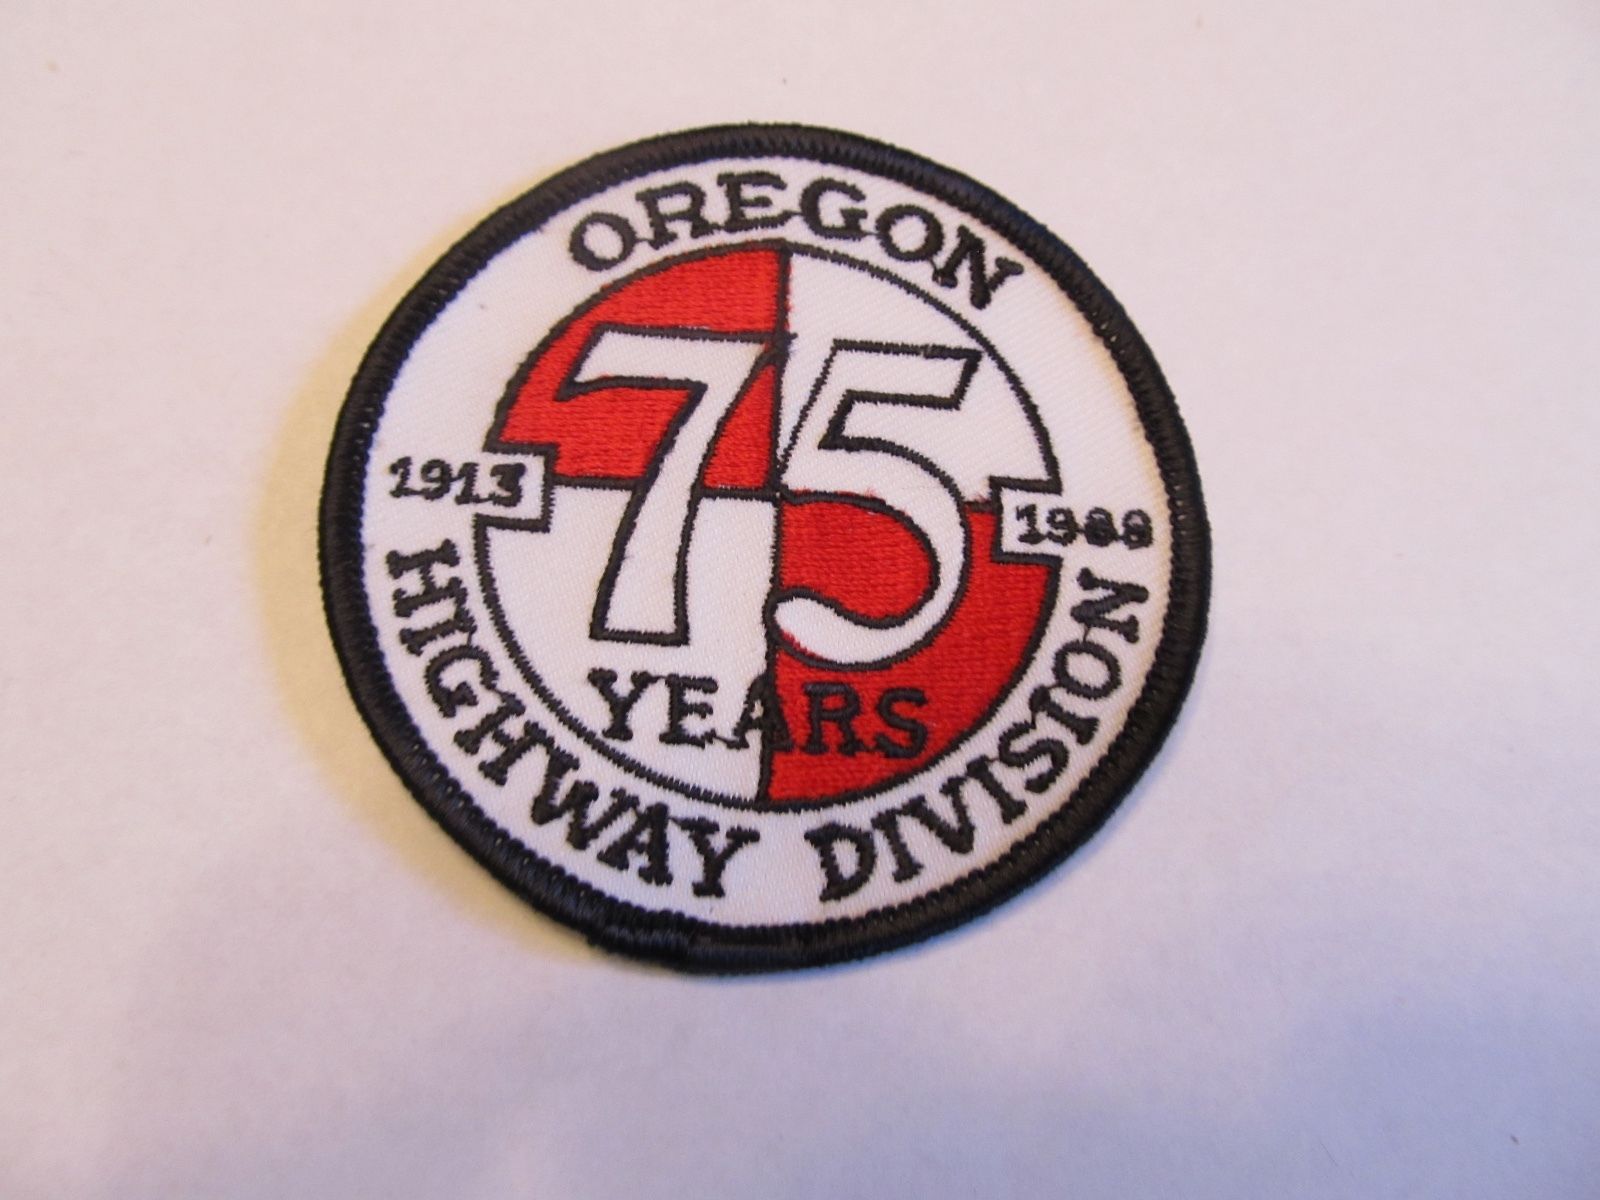 OREGON
75
YEARS
1913
1988
HIGHWAY DIVISION